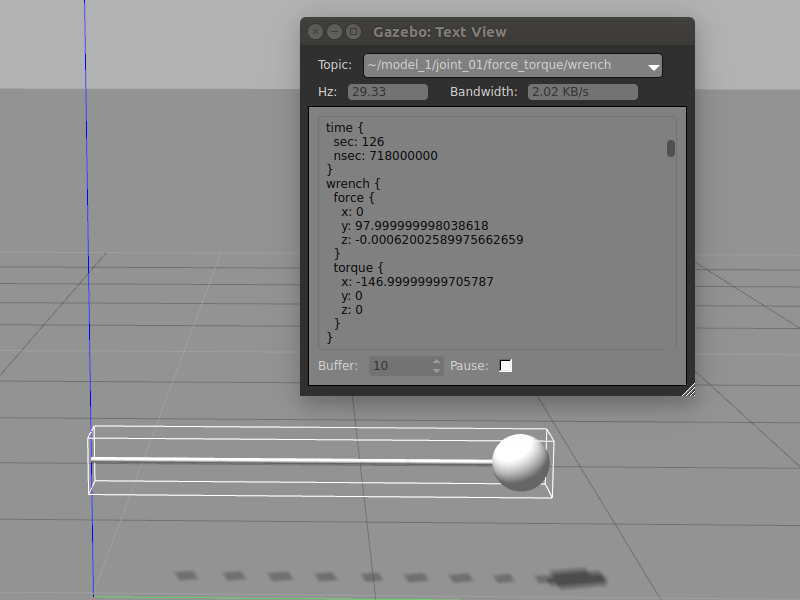 Gazebo: Text View
Topic: ~/model_1/joint_01/force_torque/wrench
Hz: 29.33 Bandwidth: 2.02 KB/s
time {
sec: 126
nsec: 718000000
}
wrench {
force {
x: 0
y: 97.999999998038618
z: -0.00062002589975662659
}
torque {
x: -146.99999999705787
y: 0
z: 0
}
}
Buffer: 10 Pause: